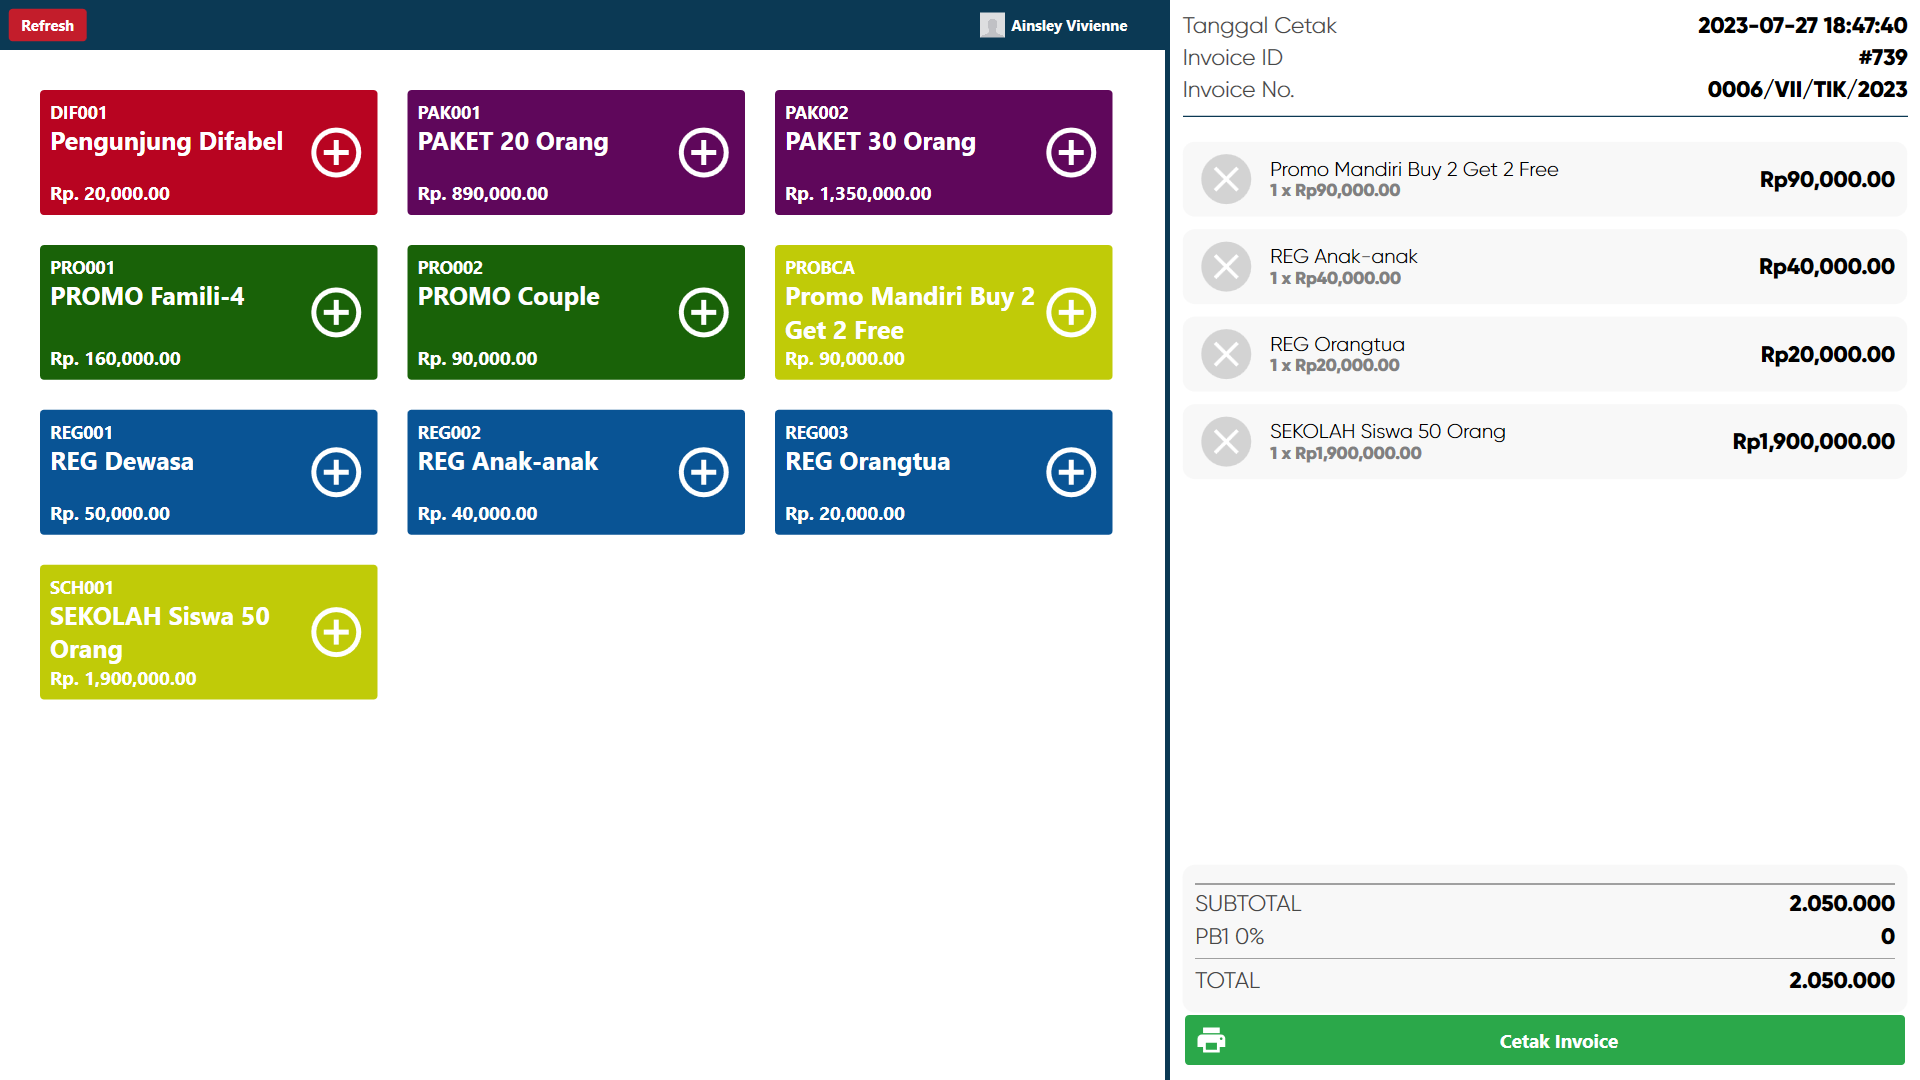 Refresh
Ainsley Vivienne
DIF001
Pengunjung Difabel
Rp. 20,000.00
PAK001
PAKET 20 Orang
Rp. 890,000.00
PAK002
PAKET 30 Orang
Rp. 1,350,000.00
PRO001
PROMO Famili-4
Rp. 160,000.00
PRO002
PROMO Couple
Rp. 90,000.00
PROBCA
Promo Mandiri Buy 2
Get 2 Free
Rp. 90,000.00
REG001
REG Dewasa
Rp. 50,000.00
REG002
REG Anak-anak
Rp. 40,000.00
REG003
REG Orangtua
Rp. 20,000.00
SCH001
SEKOLAH Siswa 50
Orang
Rp. 1,900,000.00
Tanggal Cetak 2023-07-27 18:47:40
Invoice ID #739
Invoice No. 0006/VII/TIK/2023
Promo Mandiri Buy 2 Get 2 Free
1 x Rp90,000.00
Rp90,000.00
REG Anak-anak
1 x Rp40,000.00
Rp40,000.00
REG Orangtua
1 x Rp20,000.00
Rp20,000.00
SEKOLAH Siswa 50 Orang
1 x Rp1,900,000.00
Rp1,900,000.00
SUBTOTAL 2.050.000
PB1 0% 0
TOTAL 2.050.000
Cetak Invoice